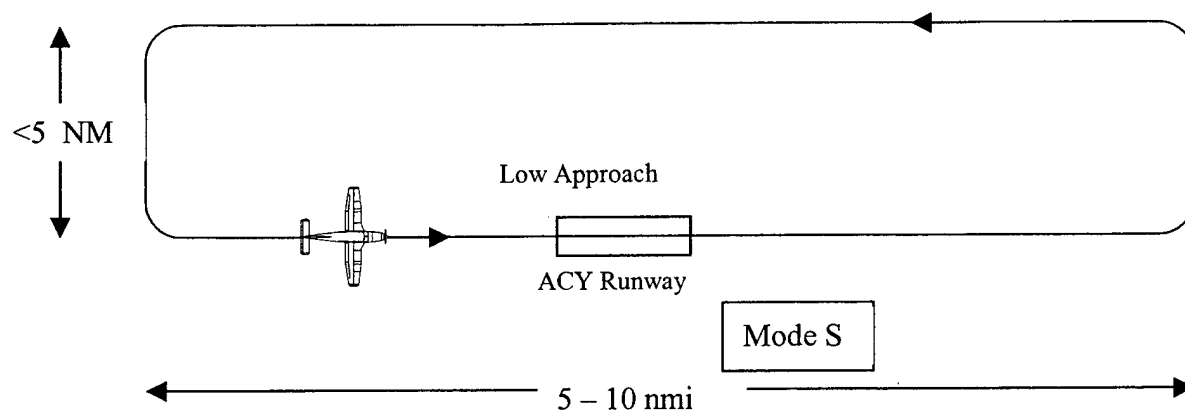 <5 NM
Low Approach
ACY Runway
Mode S
5 – 10 nmi